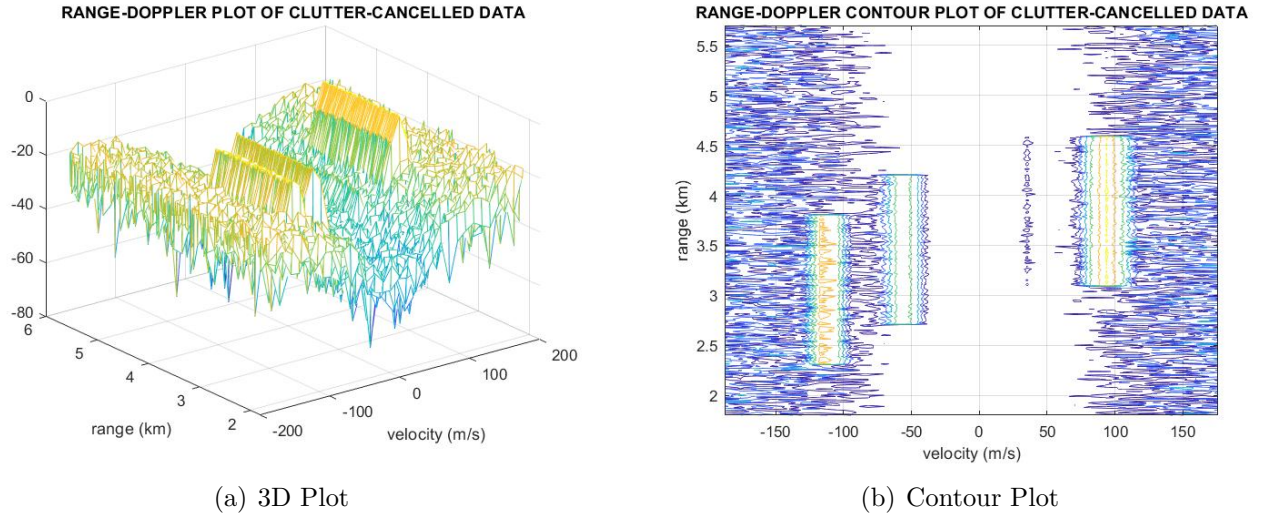 RANGE-DOPPLER PLOT OF CLUTTER-CANCELLED DATA
0
-20
-40
-60
-80
6
5
4
3
2
range (km)
-200
-100
0
100
200
velocity (m/s)
(a) 3D Plot
RANGE-DOPPLER CONTOUR PLOT OF CLUTTER-CANCELLED DATA
5.5
5
4.5
4
3.5
3
2.5
2
range (km)
-150 -100 -50 0 50 100 150
velocity (m/s)
(b) Contour Plot